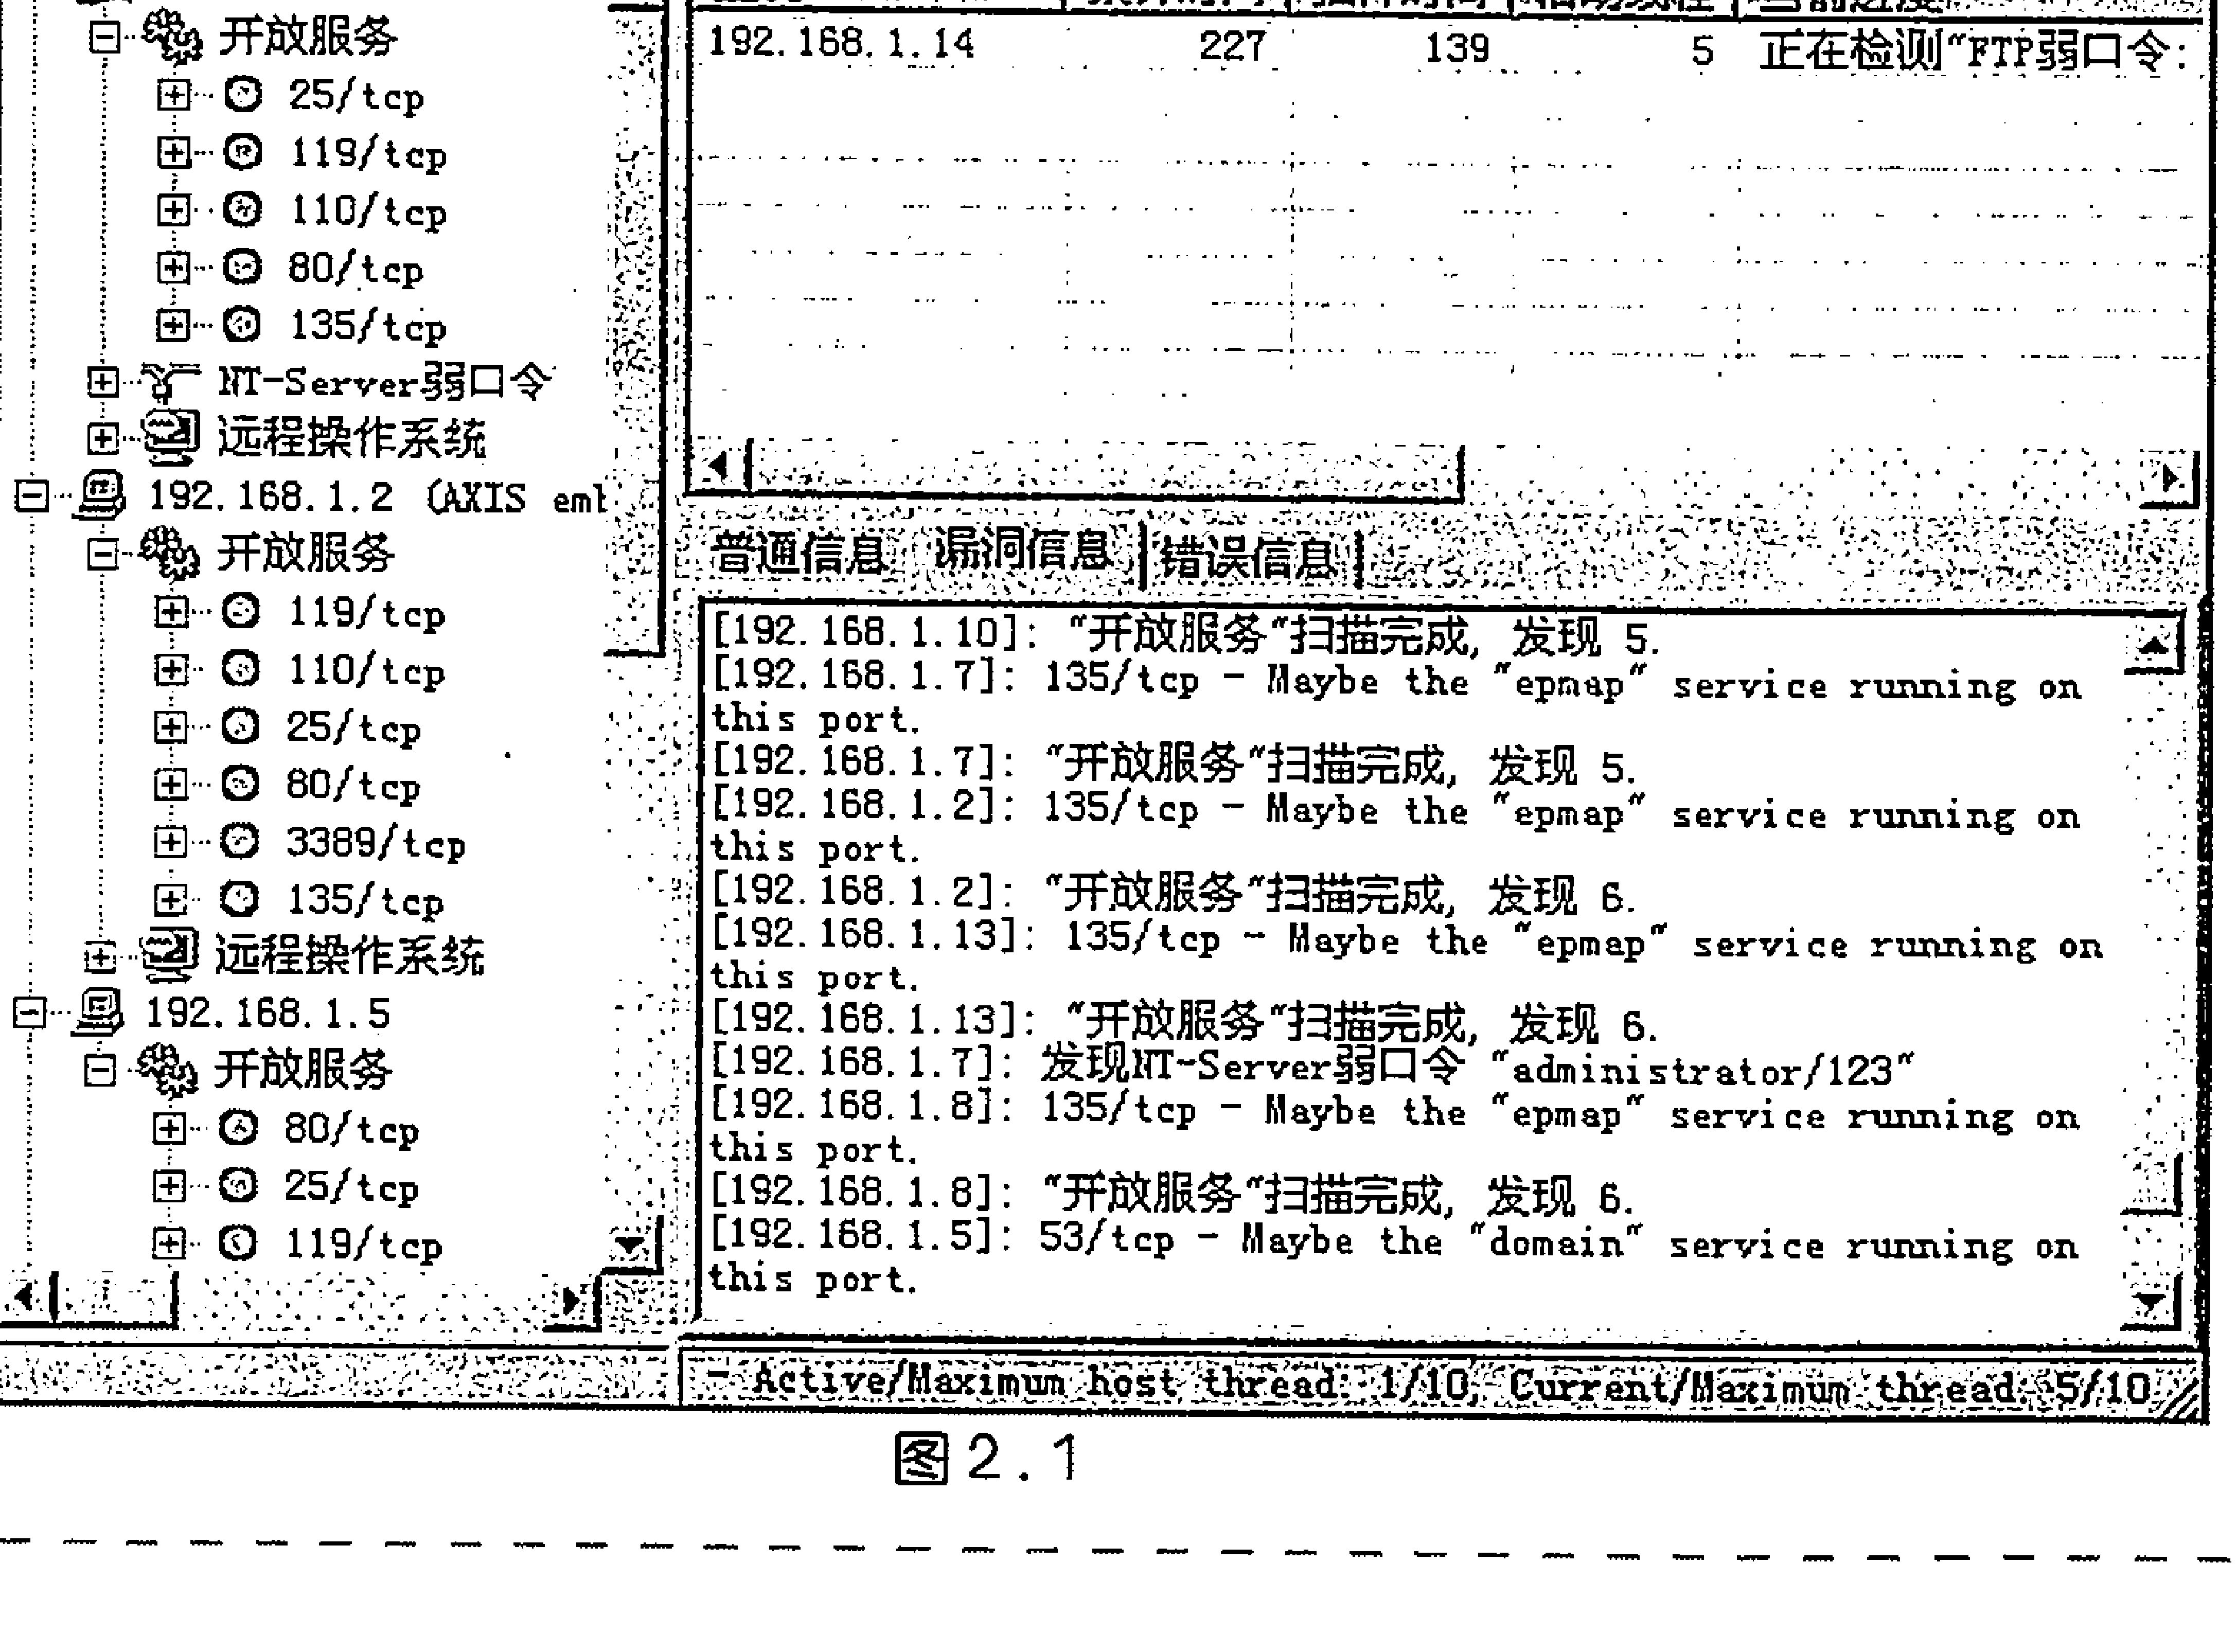 开放服务
25/tcp
119/tcp
110/tcp
80/tcp
135/tcp
NT-Server弱口令
远程操作系统
192.168.1.2 (AXIS emb
开放服务
119/tcp
110/tcp
25/tcp
80/tcp
3389/tcp
135/tcp
远程操作系统
192.168.1.5
开放服务
80/tcp
25/tcp
119/tcp
192.168.1.14 227 139 5 正在检测"FTP弱口令:
普通信息 漏洞信息 错误信息
[192.168.1.10]: "开放服务"扫描完成, 发现 5.
[192.168.1.7]: 135/tcp - Maybe the "epmap" service running on
this port.
[192.168.1.7]: "开放服务"扫描完成, 发现 5.
[192.168.1.2]: 135/tcp - Maybe the "epmap" service running on
this port.
[192.168.1.2]: "开放服务"扫描完成, 发现 6.
[192.168.1.13]: 135/tcp - Maybe the "epmap" service running on
this port.
[192.168.1.13]: "开放服务"扫描完成, 发现 6.
[192.168.1.7]: 发现NT-Server弱口令 "administrator/123"
[192.168.1.8]: 135/tcp - Maybe the "epmap" service running on
this port.
[192.168.1.8]: "开放服务"扫描完成, 发现 6.
[192.168.1.5]: 53/tcp - Maybe the "domain" service running on
this port.
- Active/Maximum host thread: 1/10, Current/Maximum thread: 5/10
图2.1